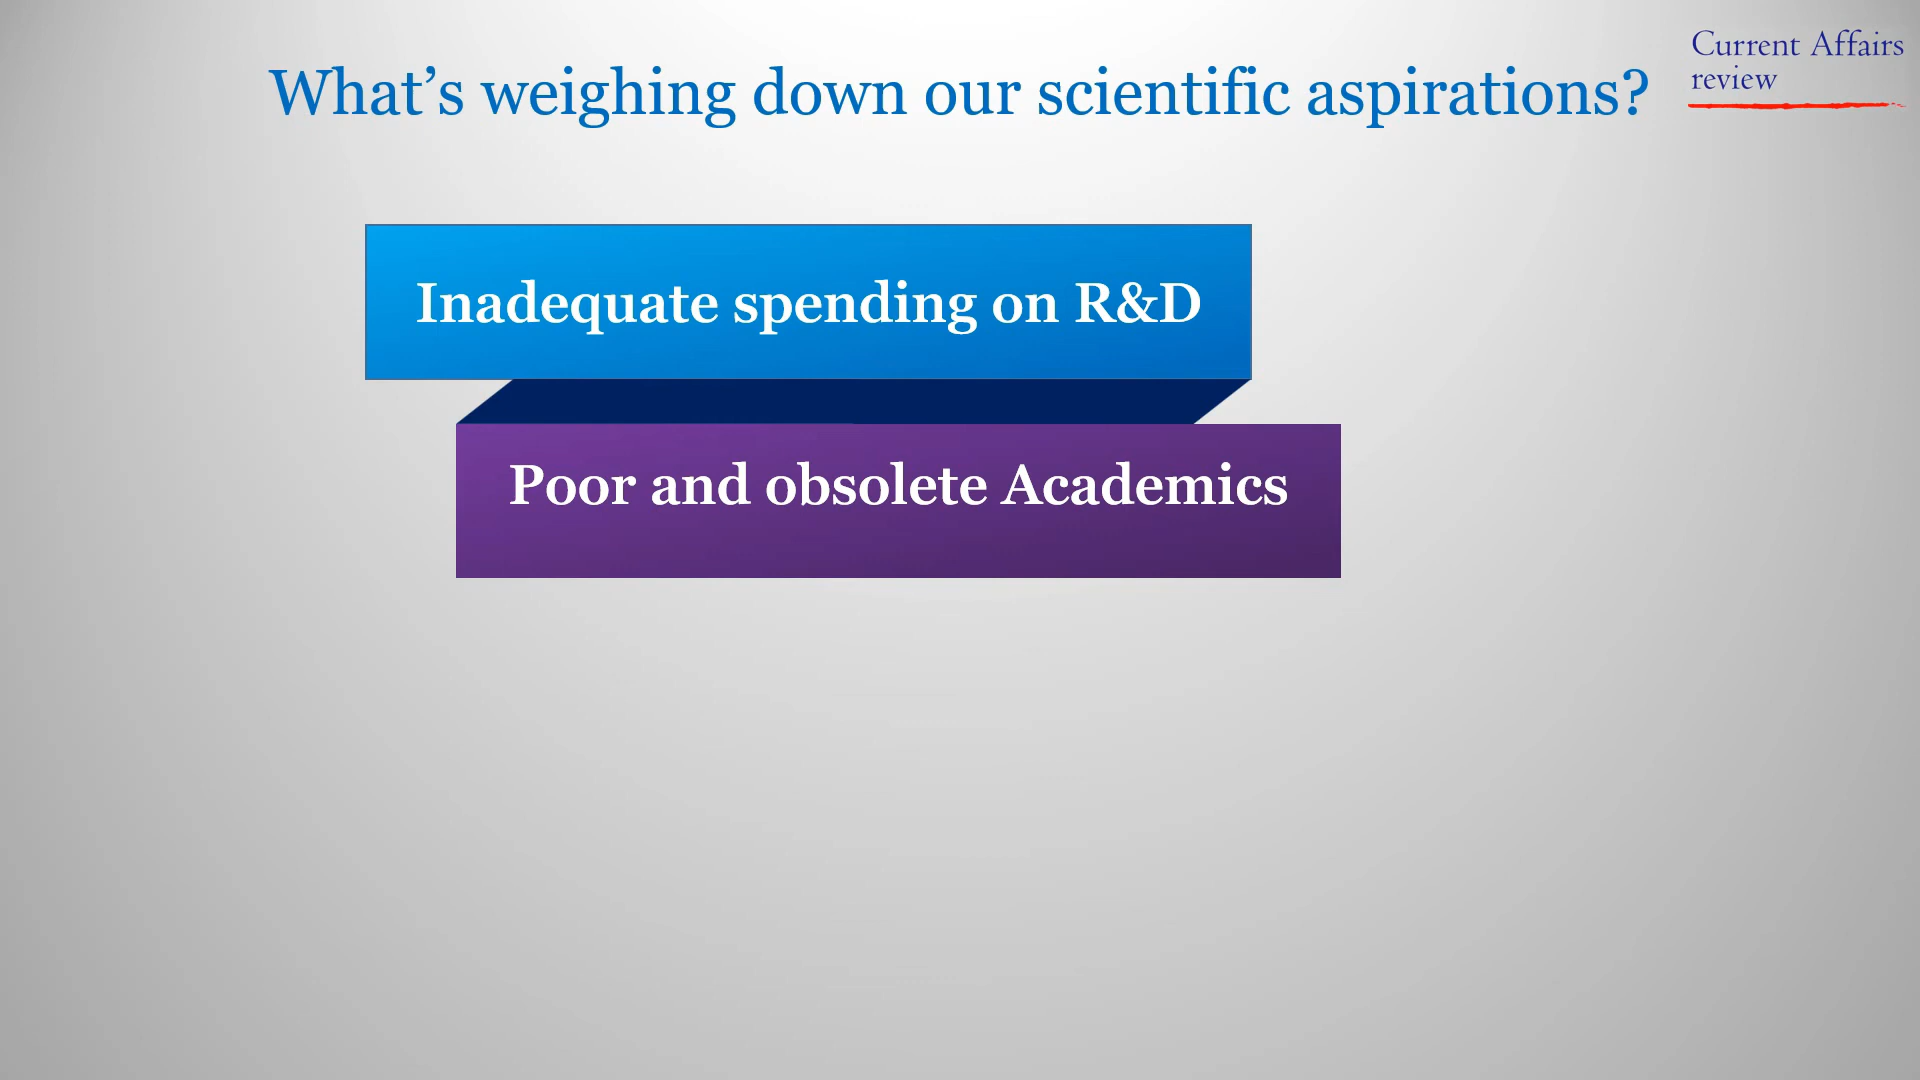 What’s weighing down our scientific aspirations?
Current Affairs
review
Inadequate spending on R&D
Poor and obsolete Academics